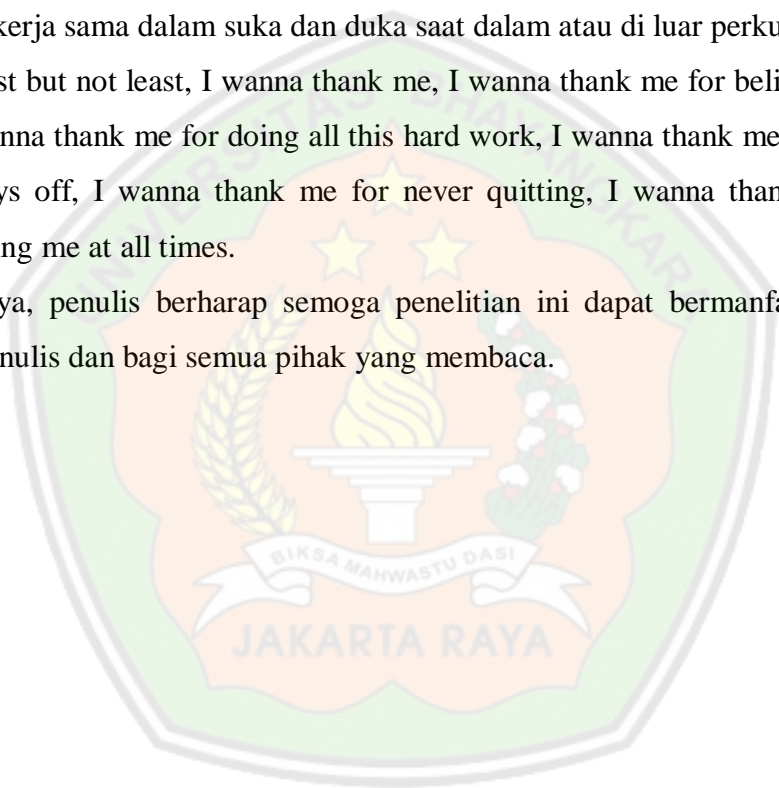 kerja sama dalam suka dan duka saat dalam atau di luar perku
st but not least, I wanna thank me, I wanna thank me for beli
nna thank me for doing all this hard work, I wanna thank me
ys off, I wanna thank me for never quitting, I wanna than
ng me at all times.
ya, penulis berharap semoga penelitian ini dapat bermanfa
nulis dan bagi semua pihak yang membaca.
UNIVERSITAS BHAYANGKARA
BIKSA MAHWASTU DASI
JAKARTA RAYA